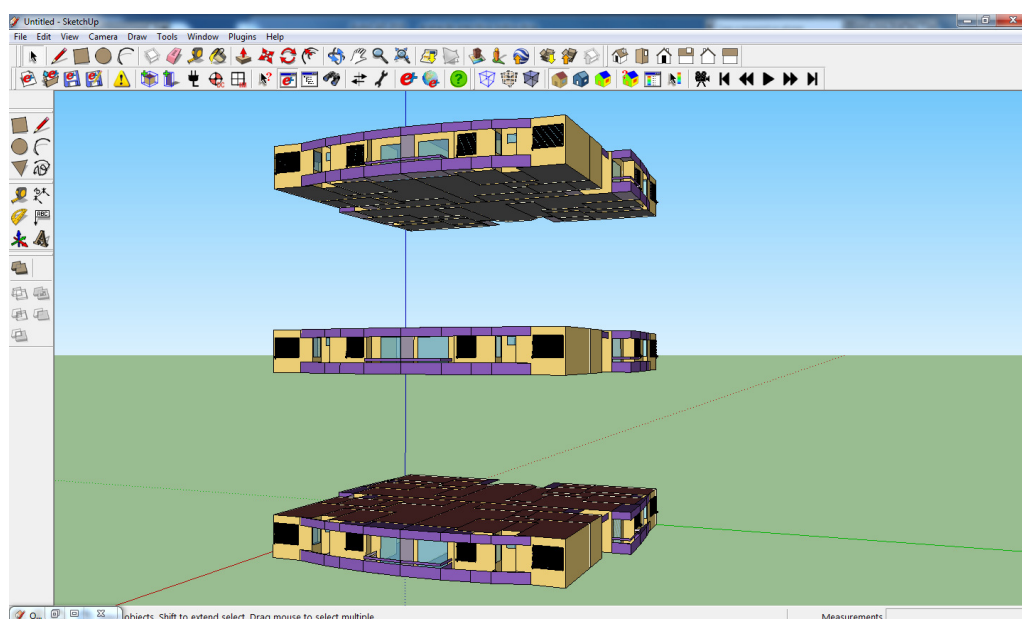 Untitled - SketchUp
File Edit View Camera Draw Tools Window Plugins Help
ABC
O...
objects. Shift to extend select. Drag mouse to select multiple.
Measurements